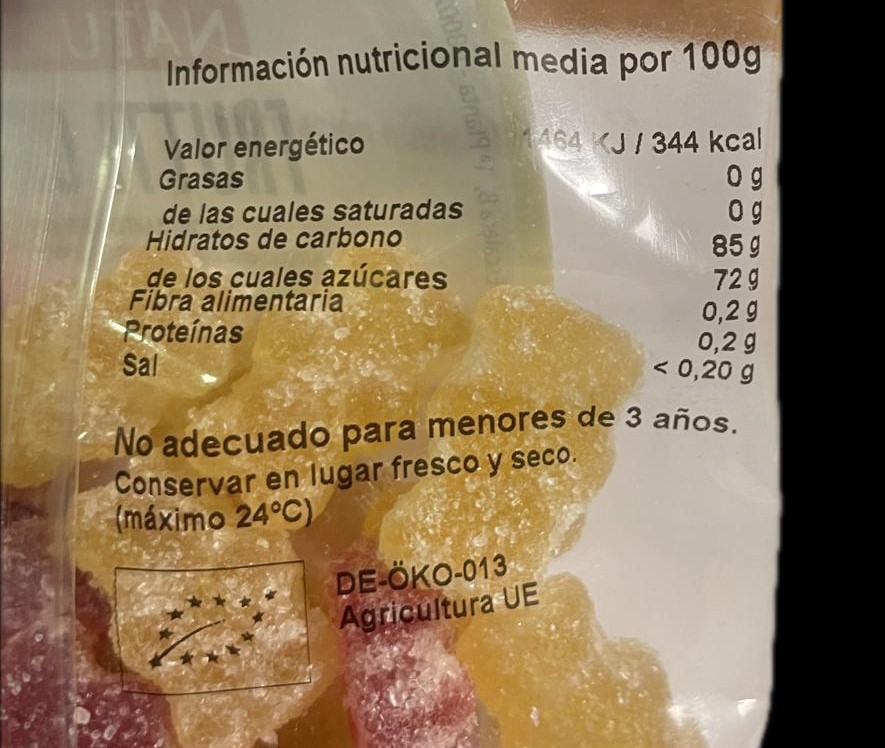 Información nutricional media por 100g
Valor energético 1464 KJ / 344 kcal
Grasas 0 g
de las cuales saturadas 0 g
Hidratos de carbono 85 g
de los cuales azúcares 72 g
Fibra alimentaria 0,2 g
Proteínas 0,2 g
Sal < 0,20 g
No adecuado para menores de 3 años.
Conservar en lugar fresco y seco.
(máximo 24°C)
DE-ÖKO-013
Agricultura UE